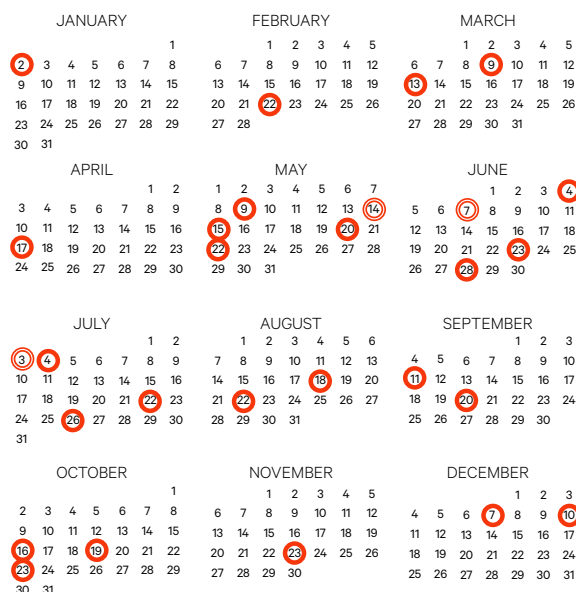 JANUARY
1
2 3 4 5 6 7 8
9 10 11 12 13 14 15
16 17 18 19 20 21 22
23 24 25 26 27 28 29
30 31
FEBRUARY
1 2 3 4 5
6 7 8 9 10 11 12
13 14 15 16 17 18 19
20 21 22 23 24 25 26
27 28
MARCH
1 2 3 4 5
6 7 8 9 10 11 12
13 14 15 16 17 18 19
20 21 22 23 24 25 26
27 28 29 30 31
APRIL
1 2
3 4 5 6 7 8 9
10 11 12 13 14 15 16
17 18 19 20 21 22 23
24 25 26 27 28 29 30
MAY
1 2 3 4 5 6 7
8 9 10 11 12 13 14
15 16 17 18 19 20 21
22 23 24 25 26 27 28
29 30 31
JUNE
1 2 3 4
5 6 7 8 9 10 11
12 13 14 15 16 17 18
19 20 21 22 23 24 25
26 27 28 29 30
JULY
1 2
3 4 5 6 7 8 9
10 11 12 13 14 15 16
17 18 19 20 21 22 23
24 25 26 27 28 29 30
31
AUGUST
1 2 3 4 5 6
7 8 9 10 11 12 13
14 15 16 17 18 19 20
21 22 23 24 25 26 27
28 29 30 31
SEPTEMBER
1 2 3
4 5 6 7 8 9 10
11 12 13 14 15 16 17
18 19 20 21 22 23 24
25 26 27 28 29 30
OCTOBER
1
2 3 4 5 6 7 8
9 10 11 12 13 14 15
16 17 18 19 20 21 22
23 24 25 26 27 28 29
30 31
NOVEMBER
1 2 3 4 5
6 7 8 9 10 11 12
13 14 15 16 17 18 19
20 21 22 23 24 25 26
27 28 29 30
DECEMBER
1 2 3
4 5 6 7 8 9 10
11 12 13 14 15 16 17
18 19 20 21 22 23 24
25 26 27 28 29 30 31